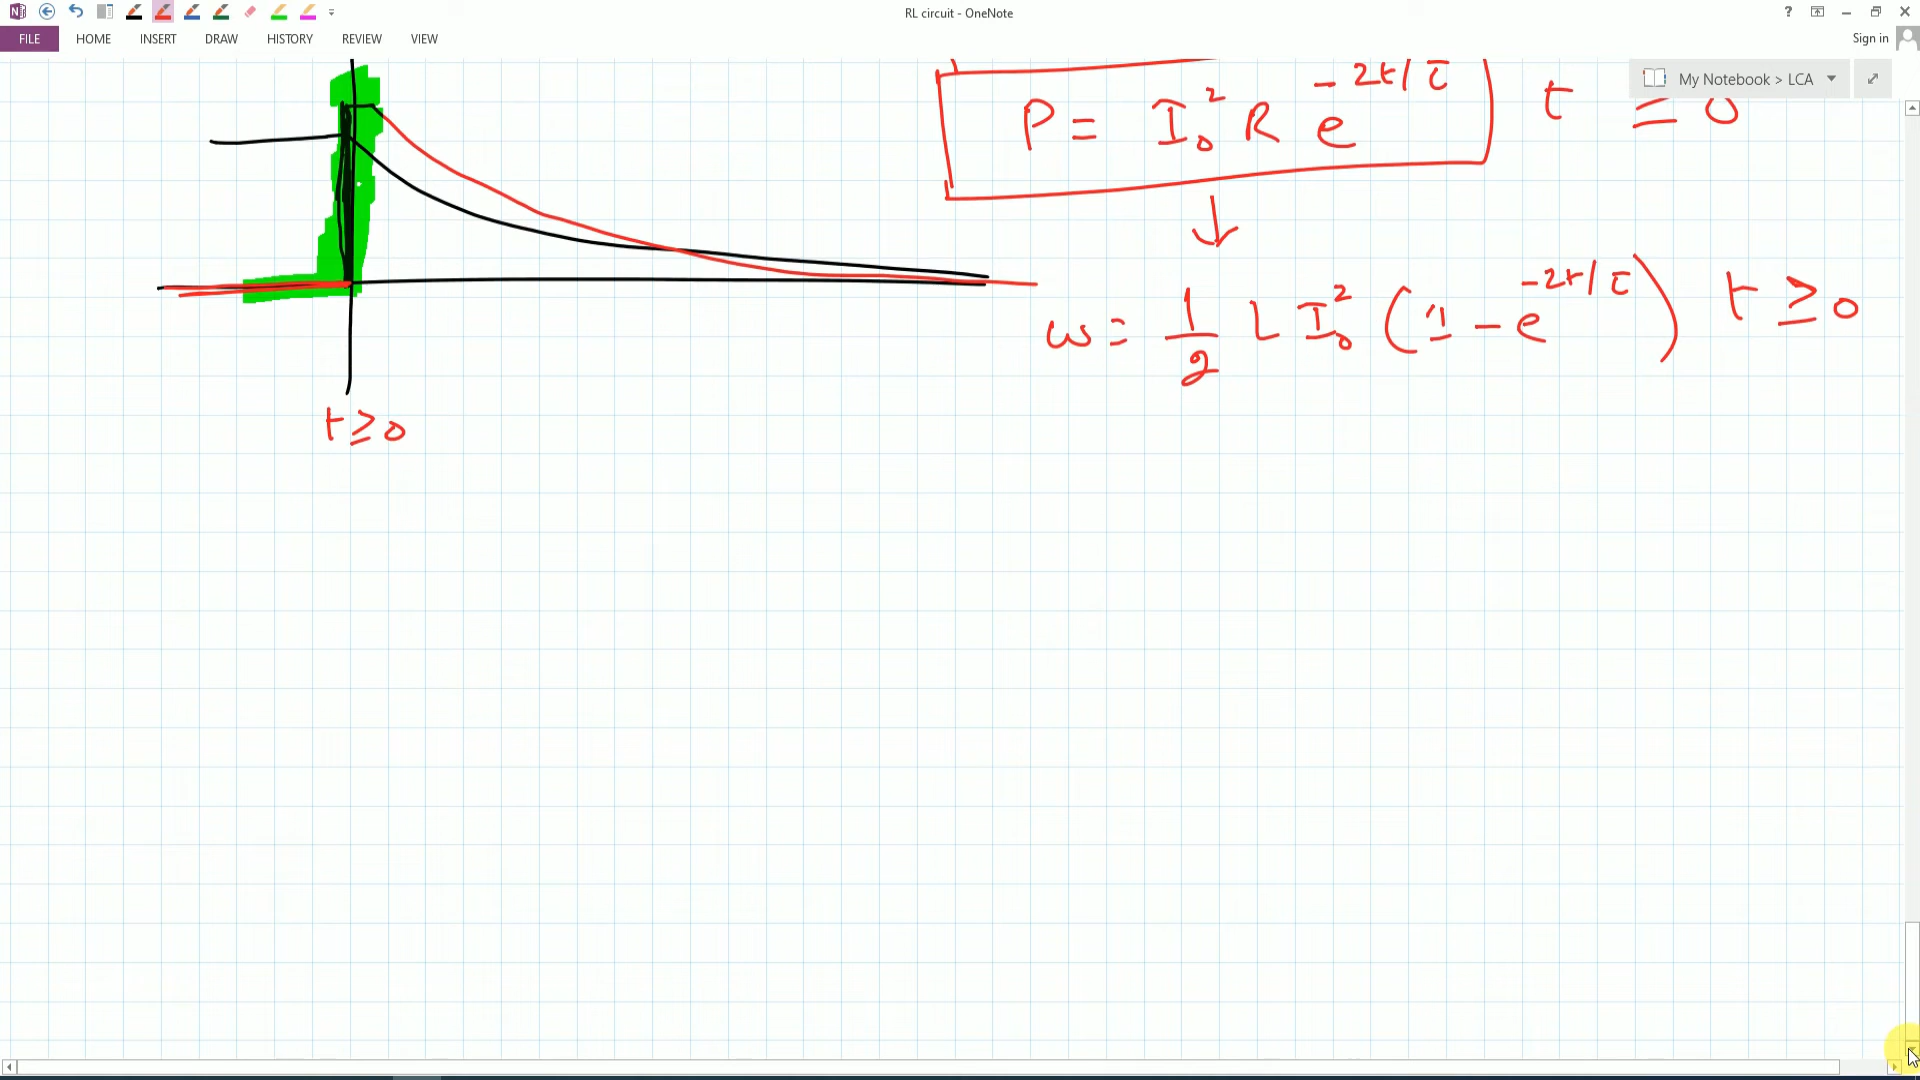 RL circuit - OneNote
FILE HOME INSERT DRAW HISTORY REVIEW VIEW
Sign in
My Notebook > LCA
P = I₀² R e^(-2t/τ) t ≥ 0
w = 1/2 L I₀² (1 - e^(-2t/τ)) t ≥ 0
t ≥ 0